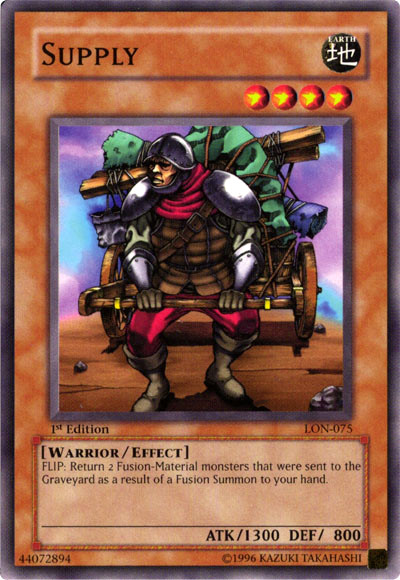 SUPPLY
EARTH
地
1st Edition
LON-075
[WARRIOR/EFFECT]
FLIP: Return 2 Fusion-Material monsters that were sent to the
Graveyard as a result of a Fusion Summon to your hand.
ATK/1300 DEF/ 800
44072894
©1996 KAZUKI TAKAHASHI